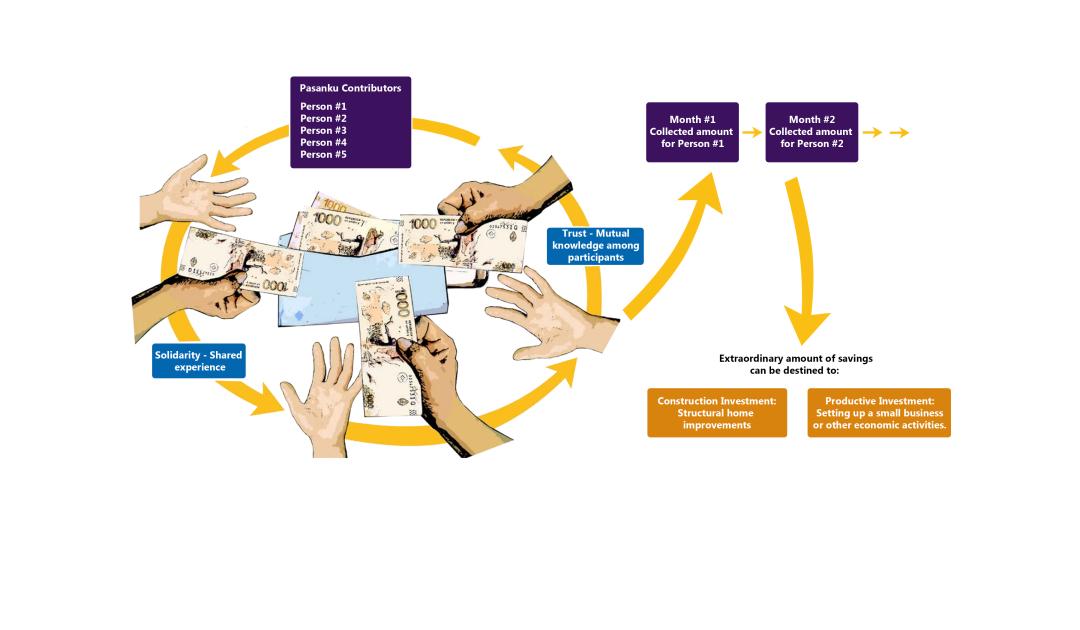 Pasanku Contributors
Person #1
Person #2
Person #3
Person #4
Person #5
Month #1
Collected amount
for Person #1
Month #2
Collected amount
for Person #2
Trust - Mutual
knowledge among
participants
Solidarity - Shared
experience
1000
1000
1000
1000
1000
Extraordinary amount of savings
can be destined to:
Construction Investment:
Structural home
improvements
Productive Investment:
Setting up a small business
or other economic activities.